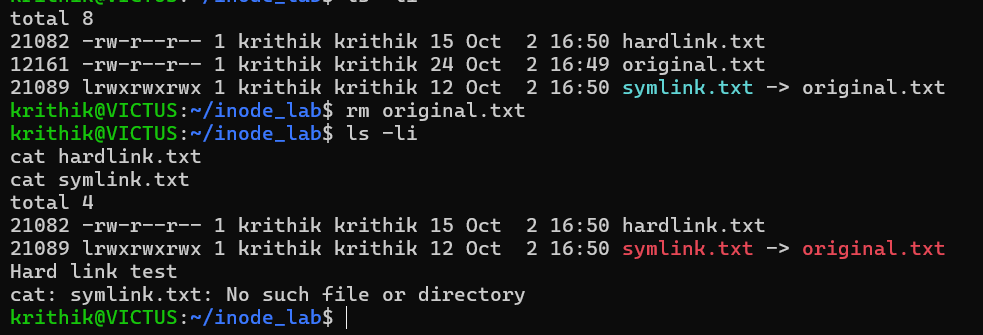 total 8
21082 -rw-r--r-- 1 krithik krithik 15 Oct  2 16:50 hardlink.txt
12161 -rw-r--r-- 1 krithik krithik 24 Oct  2 16:49 original.txt
21089 lrwxrwxrwx 1 krithik krithik 12 Oct  2 16:50 symlink.txt -> original.txt
krithik@VICTUS:~/inode_lab$ rm original.txt
krithik@VICTUS:~/inode_lab$ ls -li
cat hardlink.txt
cat symlink.txt
total 4
21082 -rw-r--r-- 1 krithik krithik 15 Oct  2 16:50 hardlink.txt
21089 lrwxrwxrwx 1 krithik krithik 12 Oct  2 16:50 symlink.txt -> original.txt
Hard link test
cat: symlink.txt: No such file or directory
krithik@VICTUS:~/inode_lab$